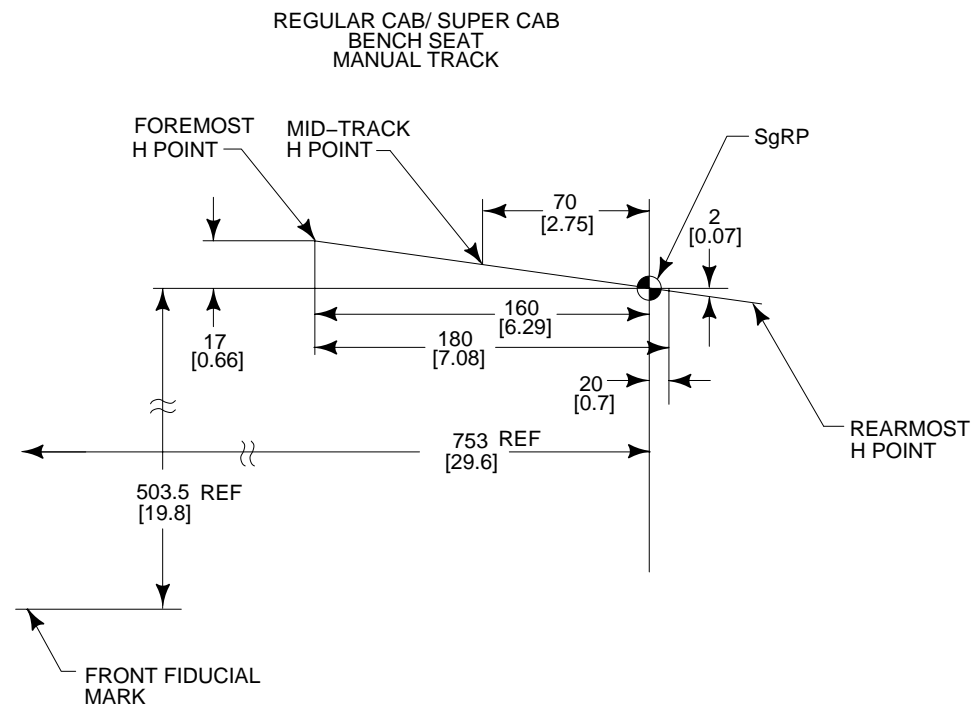 REGULAR CAB/ SUPER CAB
BENCH SEAT
MANUAL TRACK
FOREMOST
H POINT
MID–TRACK
H POINT
SgRP
70
[2.75]
2
[0.07]
160
[6.29]
17
[0.66]
180
[7.08]
20
[0.7]
REARMOST
H POINT
753 REF
[29.6]
503.5 REF
[19.8]
FRONT FIDUCIAL
MARK